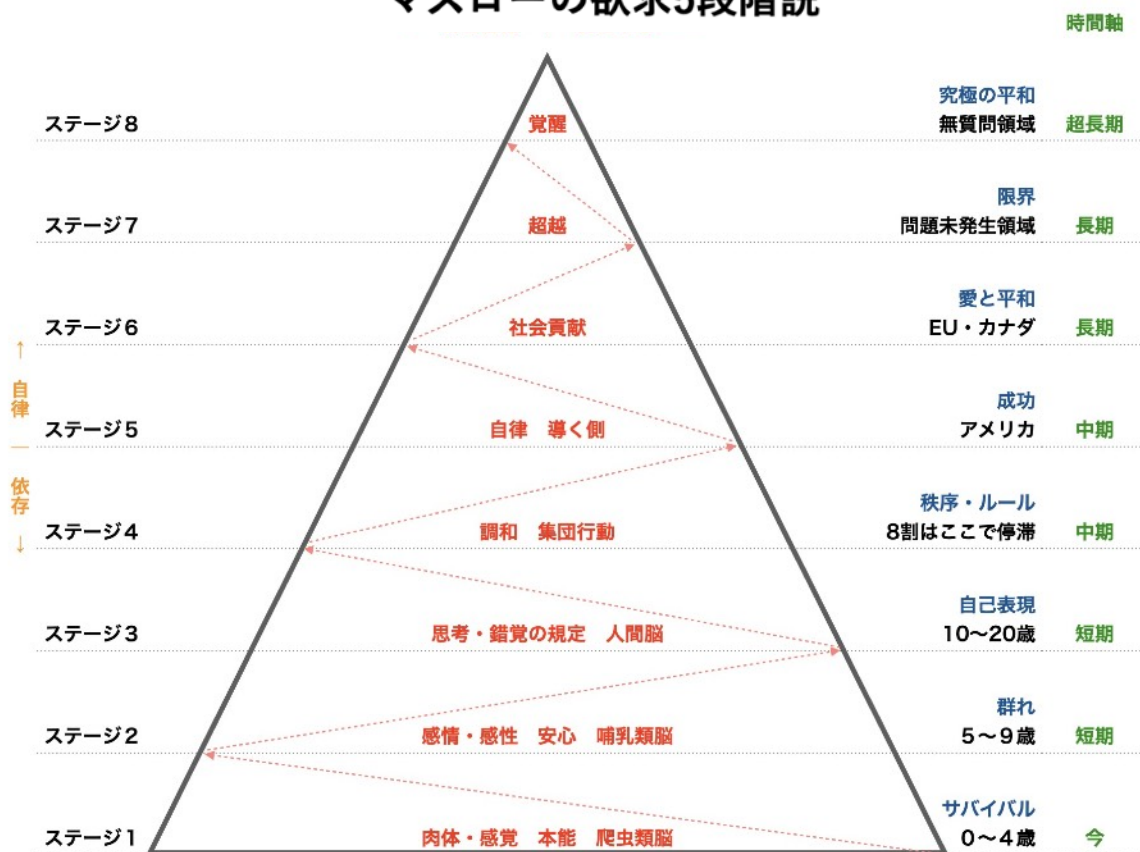 マズローの欲求5段階説
時間軸
究極の平和
ステージ8 覚醒 無質問領域 超長期
限界
ステージ7 超越 問題未発生領域 長期
愛と平和
ステージ6 社会貢献 EU・カナダ 長期
↑
自律
成功
ステージ5 自律 導く側 アメリカ 中期
依存
↓
秩序・ルール
ステージ4 調和 集団行動 8割はここで停滞 中期
自己表現
ステージ3 思考・錯覚の規定 人間脳 10〜20歳 短期
群れ
ステージ2 感情・感性 安心 哺乳類脳 5〜9歳 短期
サバイバル
ステージ1 肉体・感覚 本能 爬虫類脳 0〜4歳 今